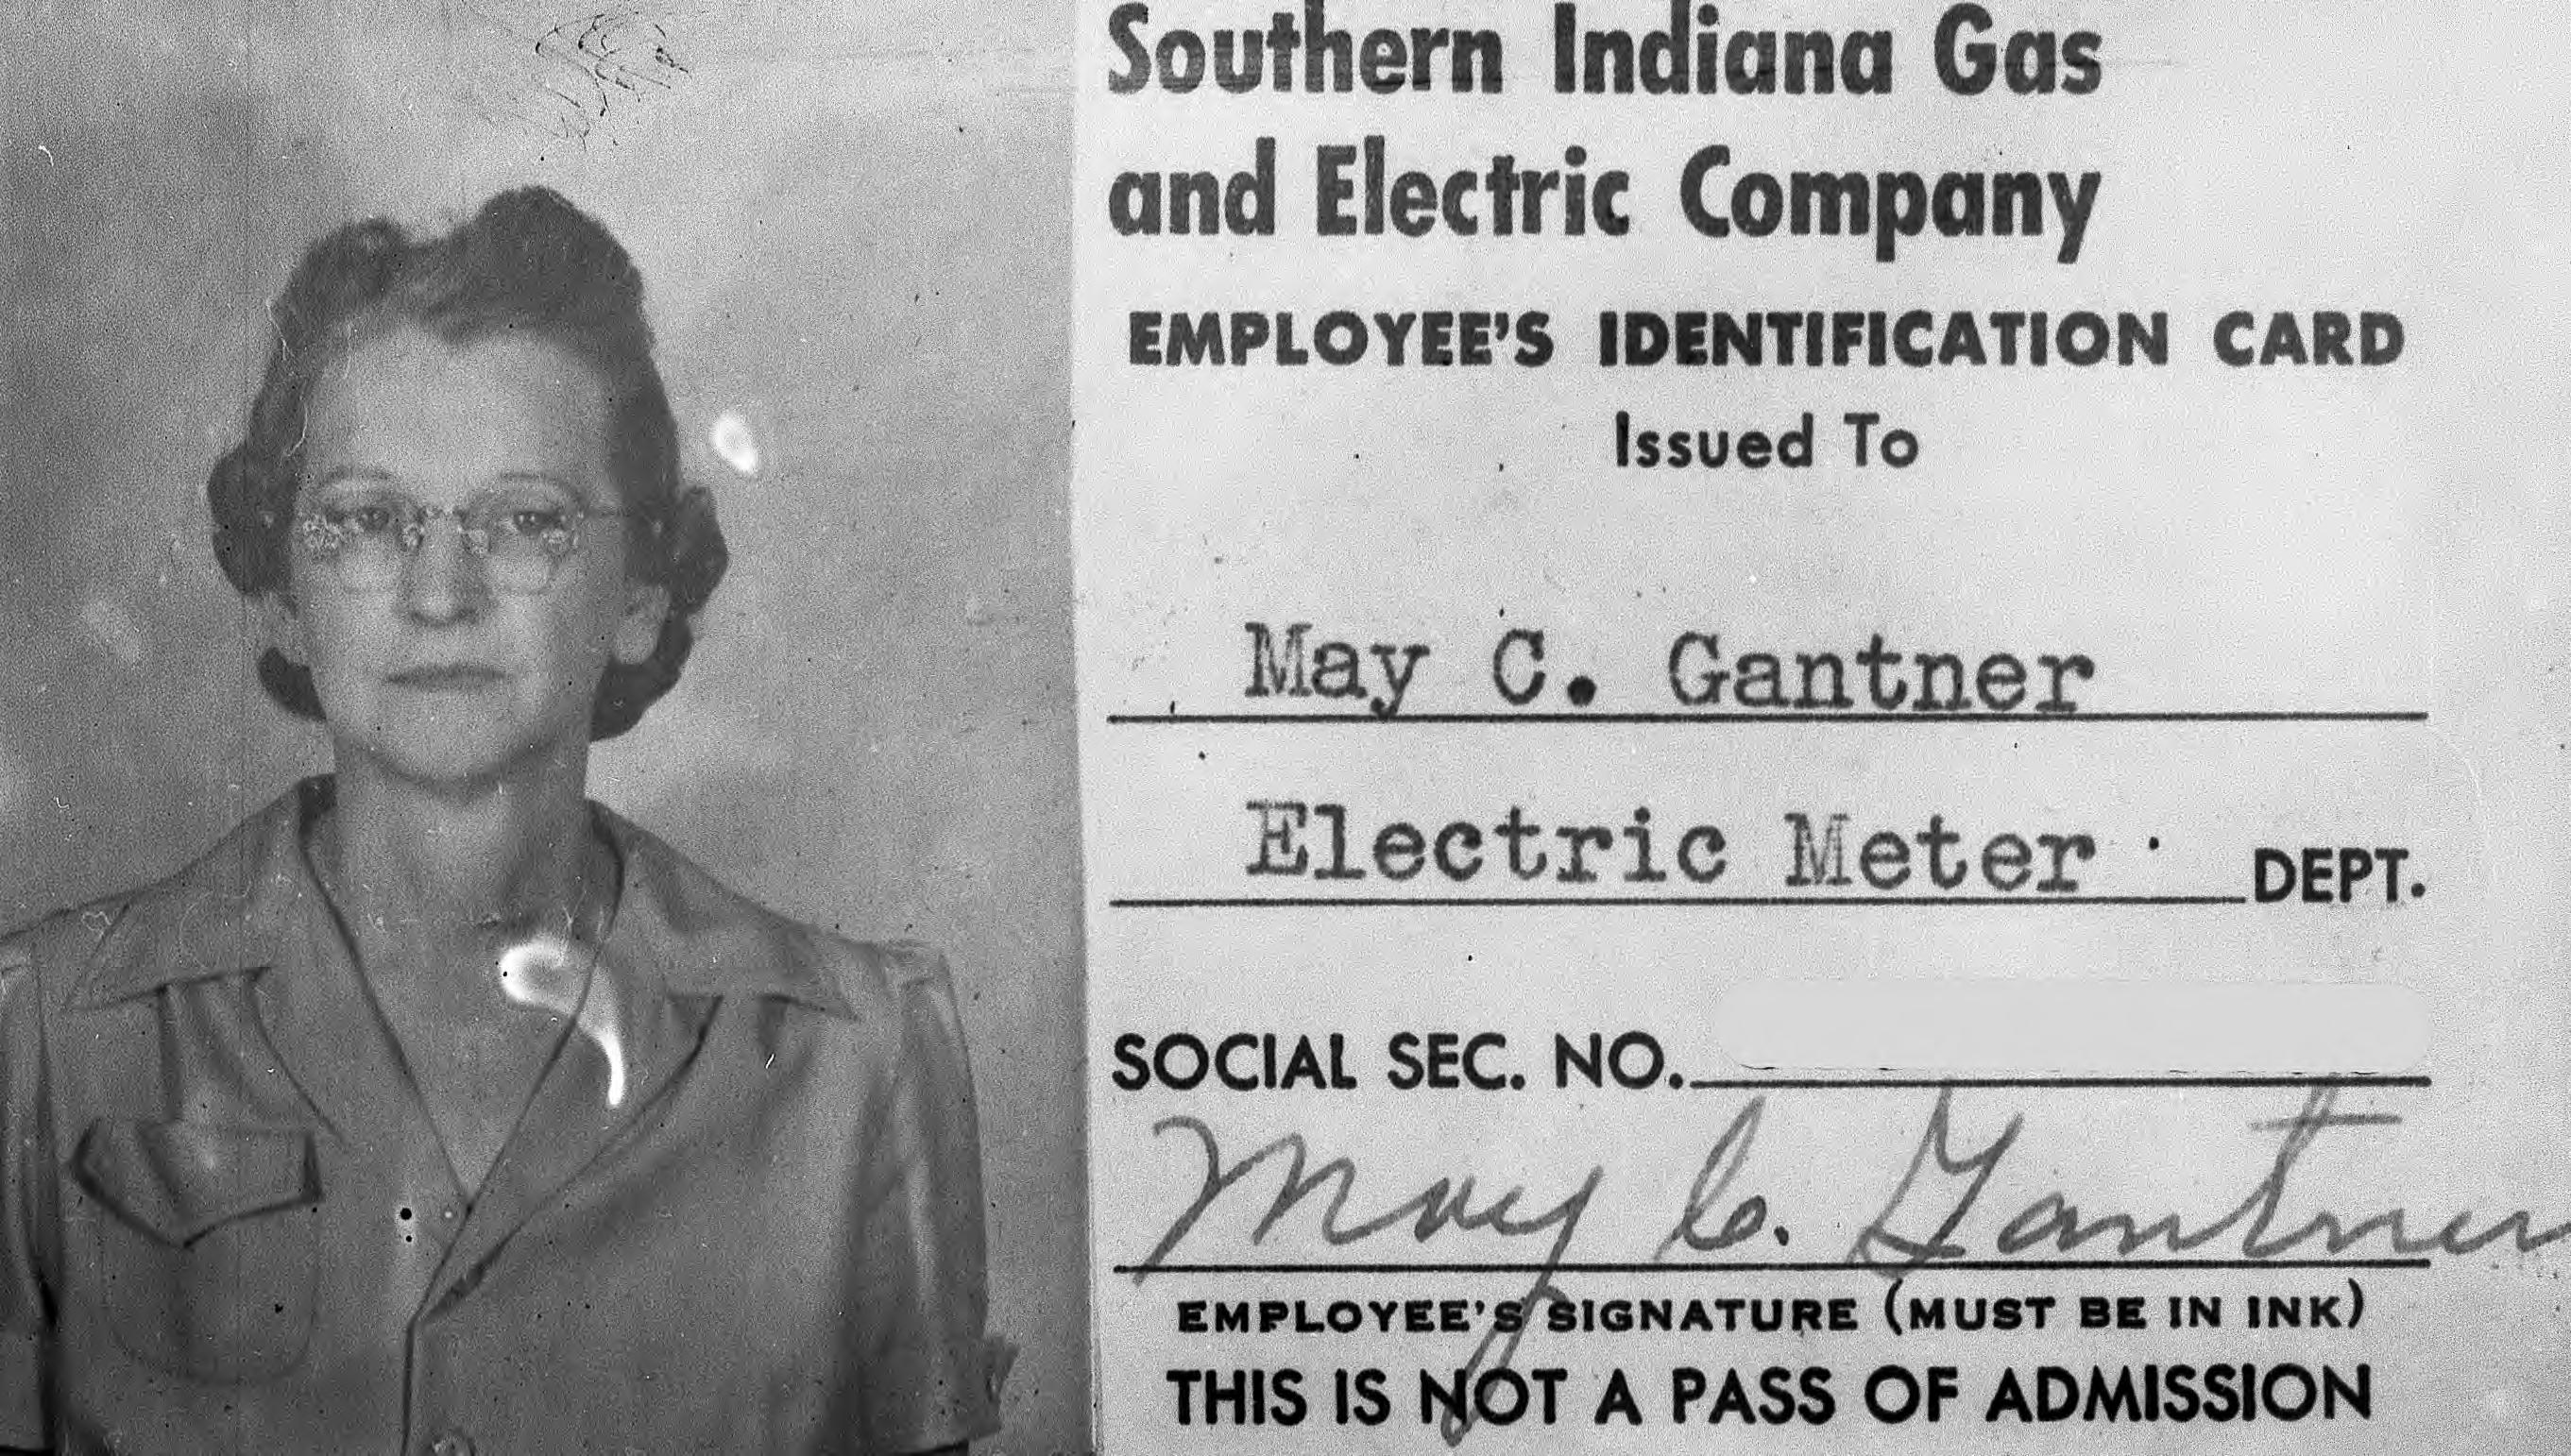 Southern Indiana Gas
and Electric Company
EMPLOYEE'S IDENTIFICATION CARD
Issued To
May C. Gantner
Electric Meter DEPT.
SOCIAL SEC. NO.
May C. Gantner
EMPLOYEE'S SIGNATURE (MUST BE IN INK)
THIS IS NOT A PASS OF ADMISSION